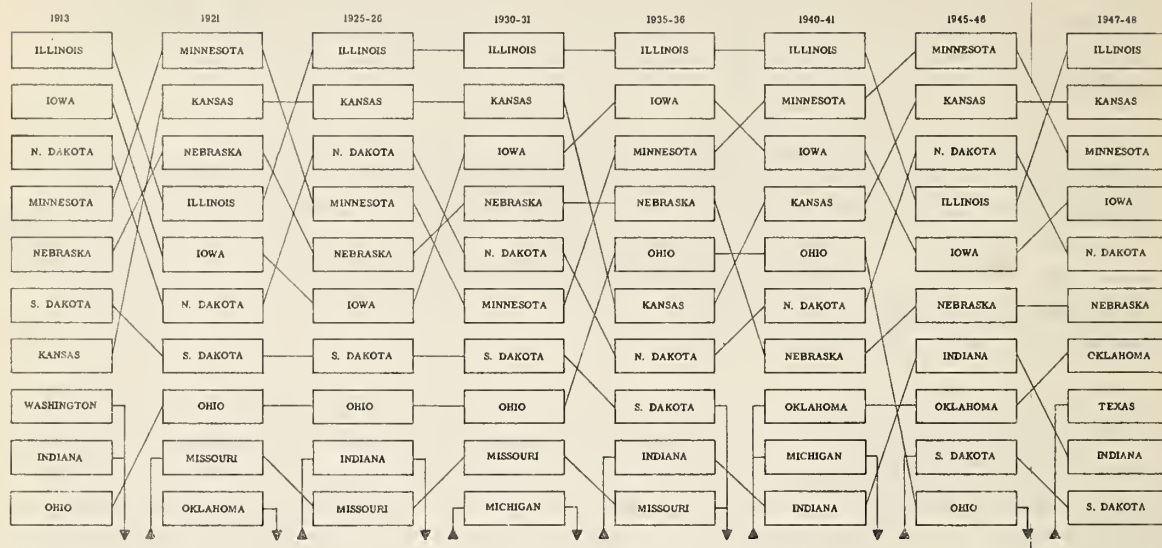 1913 1921 1925-26 1930-31 1935-36 1940-41 1945-46 1947-48
ILLINOIS MINNESOTA ILLINOIS ILLINOIS ILLINOIS ILLINOIS MINNESOTA ILLINOIS
IOWA KANSAS KANSAS KANSAS IOWA MINNESOTA KANSAS KANSAS
N. DAKOTA NEBRASKA N. DAKOTA IOWA MINNESOTA IOWA N. DAKOTA MINNESOTA
MINNESOTA ILLINOIS MINNESOTA NEBRASKA NEBRASKA KANSAS ILLINOIS IOWA
NEBRASKA IOWA NEBRASKA N. DAKOTA OHIO OHIO IOWA N. DAKOTA
S. DAKOTA N. DAKOTA IOWA MINNESOTA KANSAS N. DAKOTA NEBRASKA NEBRASKA
KANSAS S. DAKOTA S. DAKOTA S. DAKOTA N. DAKOTA NEBRASKA INDIANA OKLAHOMA
WASHINGTON OHIO OHIO OHIO S. DAKOTA OKLAHOMA OKLAHOMA TEXAS
INDIANA MISSOURI INDIANA MISSOURI INDIANA MICHIGAN S. DAKOTA INDIANA
OHIO OKLAHOMA MISSOURI MICHIGAN MISSOURI INDIANA OHIO S. DAKOTA